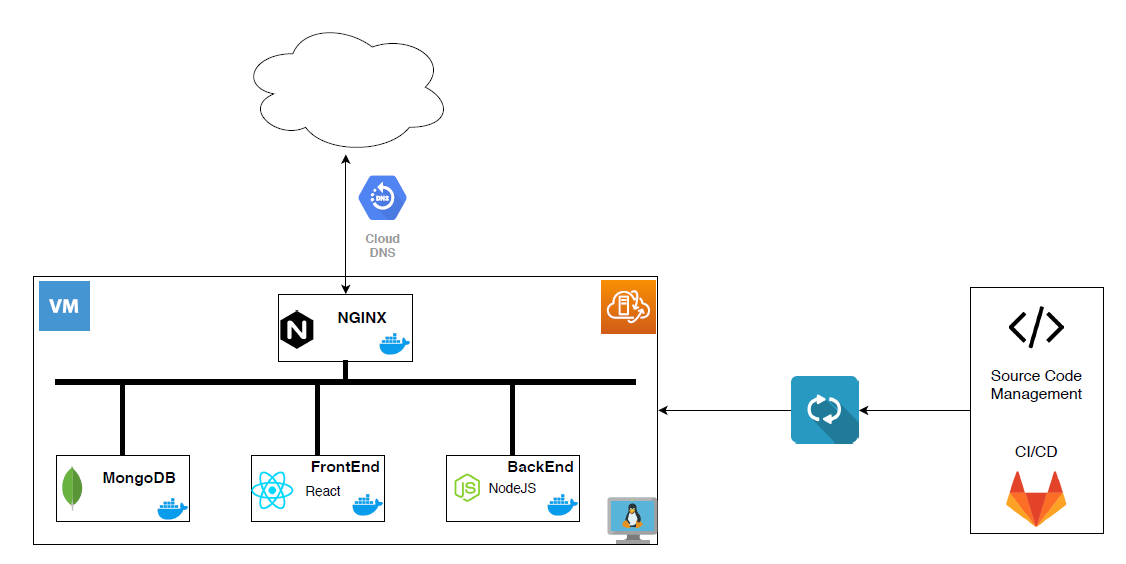 DNS
Cloud
DNS
VM
NGINX
Source Code
Management
CI/CD
MongoDB
FrontEnd
React
BackEnd
JS
NodeJS